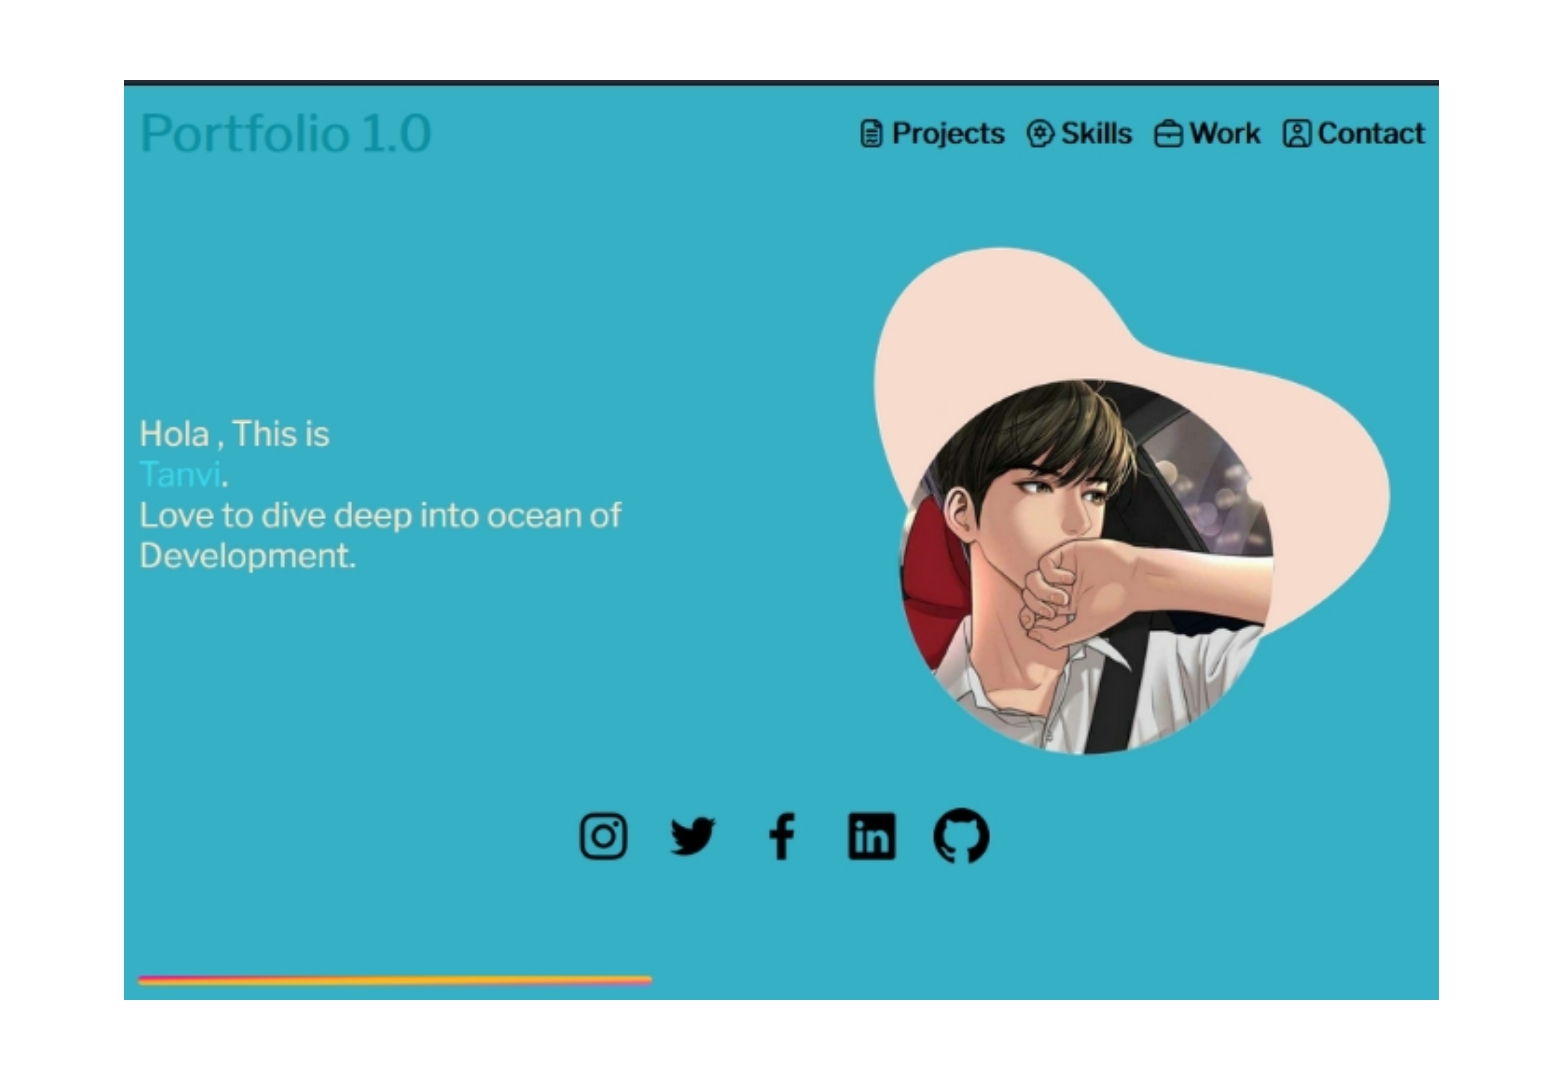 Portfolio 1.0
Projects Skills Work Contact
Hola , This is
Tanvi.
Love to dive deep into ocean of
Development.